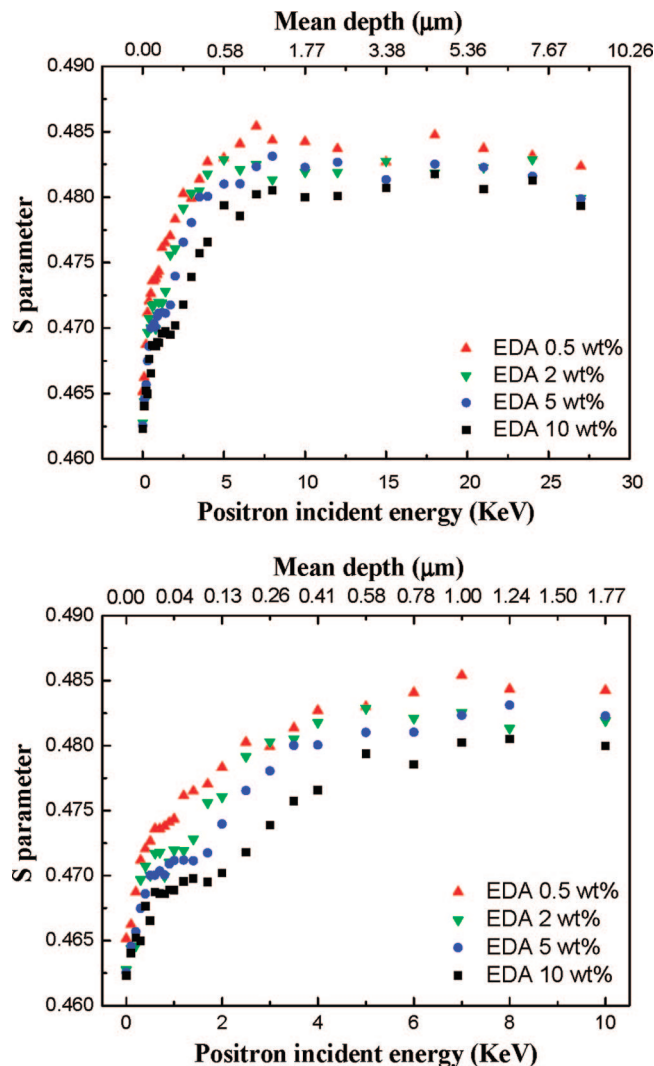 Mean depth (μm)
0.00 0.58 1.77 3.38 5.36 7.67 10.26
0.490
0.485
0.480
0.475
0.470
0.465
0.460
S parameter
EDA 0.5 wt%
EDA 2 wt%
EDA 5 wt%
EDA 10 wt%
0 5 10 15 20 25 30
Positron incident energy (KeV)
Mean depth (μm)
0.00 0.04 0.13 0.26 0.41 0.58 0.78 1.00 1.24 1.50 1.77
0.490
0.485
0.480
0.475
0.470
0.465
0.460
S parameter
EDA 0.5 wt%
EDA 2 wt%
EDA 5 wt%
EDA 10 wt%
0 2 4 6 8 10
Positron incident energy (KeV)